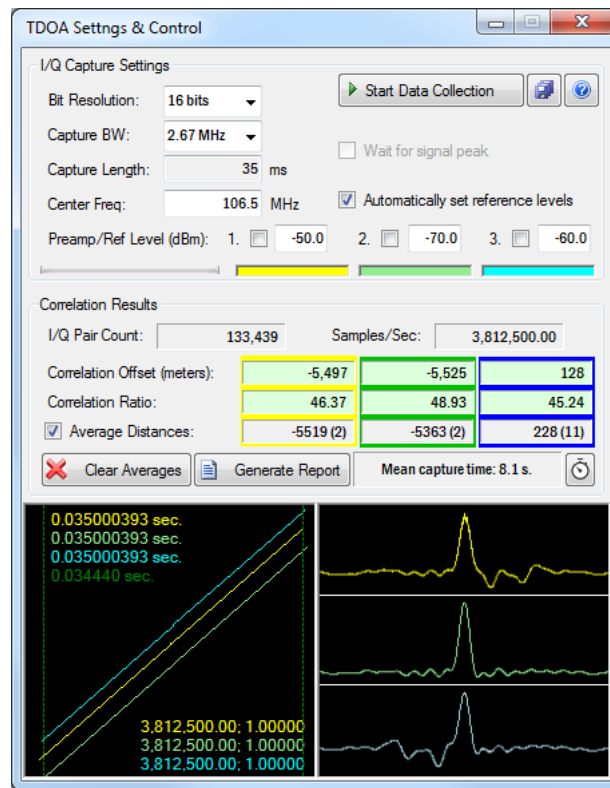 TDOA Settngs & Control
I/Q Capture Settings
Bit Resolution: 16 bits Start Data Collection
Capture BW: 2.67 MHz
Wait for signal peak
Capture Length: 35 ms
Center Freq: 106.5 MHz Automatically set reference levels
Preamp/Ref Level (dBm): 1. -50.0 2. -70.0 3. -60.0
Correlation Results
I/Q Pair Count: 133,439 Samples/Sec: 3,812,500.00
Correlation Offset (meters): -5,497 -5,525 128
Correlation Ratio: 46.37 48.93 45.24
Average Distances: -5519 (2) -5363 (2) 228 (11)
Clear Averages Generate Report Mean capture time: 8.1 s.
0.035000393 sec.
0.035000393 sec.
0.035000393 sec.
0.034440 sec.
3,812,500.00; 1.00000
3,812,500.00; 1.00000
3,812,500.00; 1.00000